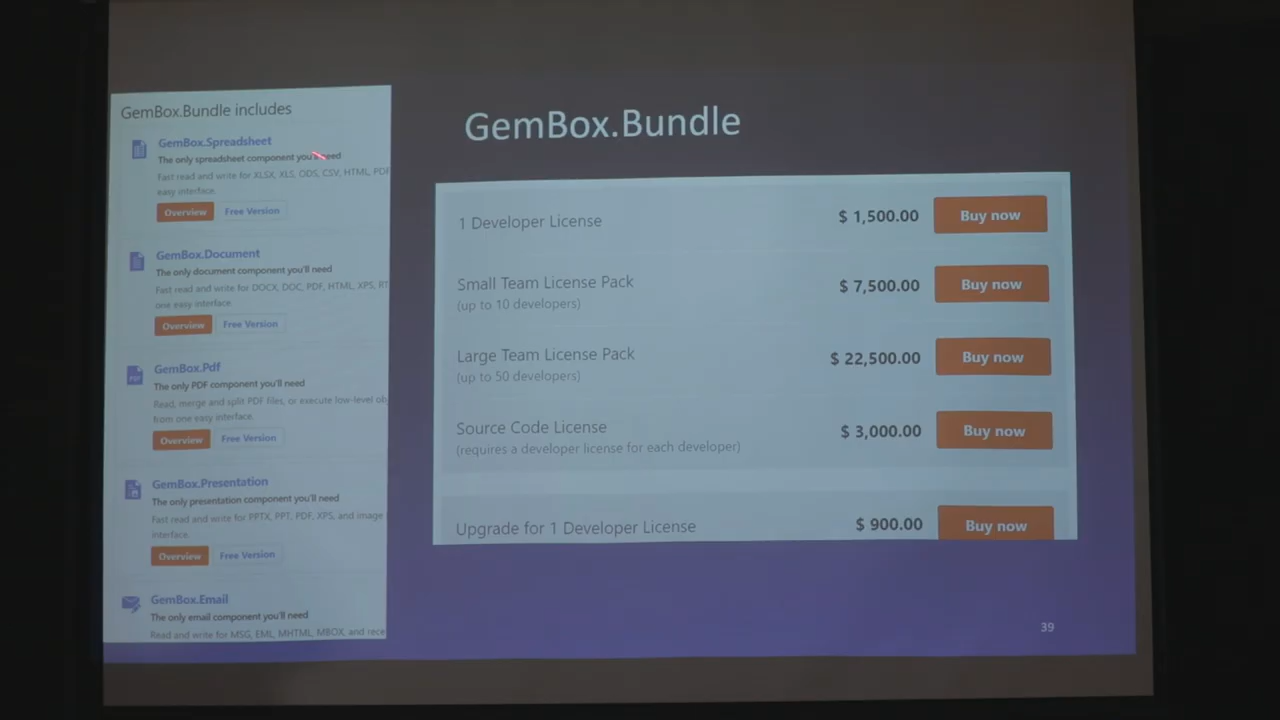 GemBox.Bundle includes
GemBox.Spreadsheet
The only spreadsheet component you'll need
Fast read and write for XLSX, XLS, ODS, CSV, HTML, PDF
easy interface.
Overview
Free Version
GemBox.Document
The only document component you'll need
Fast read and write for DOCX, DOC, PDF, HTML, XPS, RT
one easy interface.
Overview
Free Version
GemBox.Pdf
The only PDF component you'll need
Read, merge and split PDF files, or execute low-level obj
from one easy interface.
Overview
Free Version
GemBox.Presentation
The only presentation component you'll need
Fast read and write for PPTX, PPT, PDF, XPS, and image
interface.
Overview
Free Version
GemBox.Email
The only email component you'll need
Read and write for MSG, EML, MHTML, MBOX, and rece
GemBox.Bundle
1 Developer License $ 1,500.00 Buy now
Small Team License Pack $ 7,500.00 Buy now
(up to 10 developers)
Large Team License Pack $ 22,500.00 Buy now
(up to 50 developers)
Source Code License $ 3,000.00 Buy now
(requires a developer license for each developer)
Upgrade for 1 Developer License $ 900.00 Buy now
39